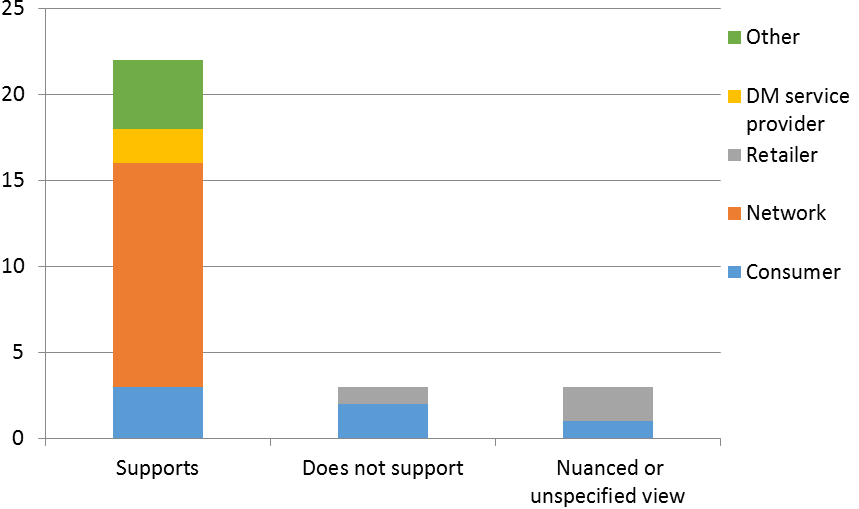 25
20
15
10
5
0
Supports
Does not support
Nuanced or
unspecified view
Other
DM service
provider
Retailer
Network
Consumer